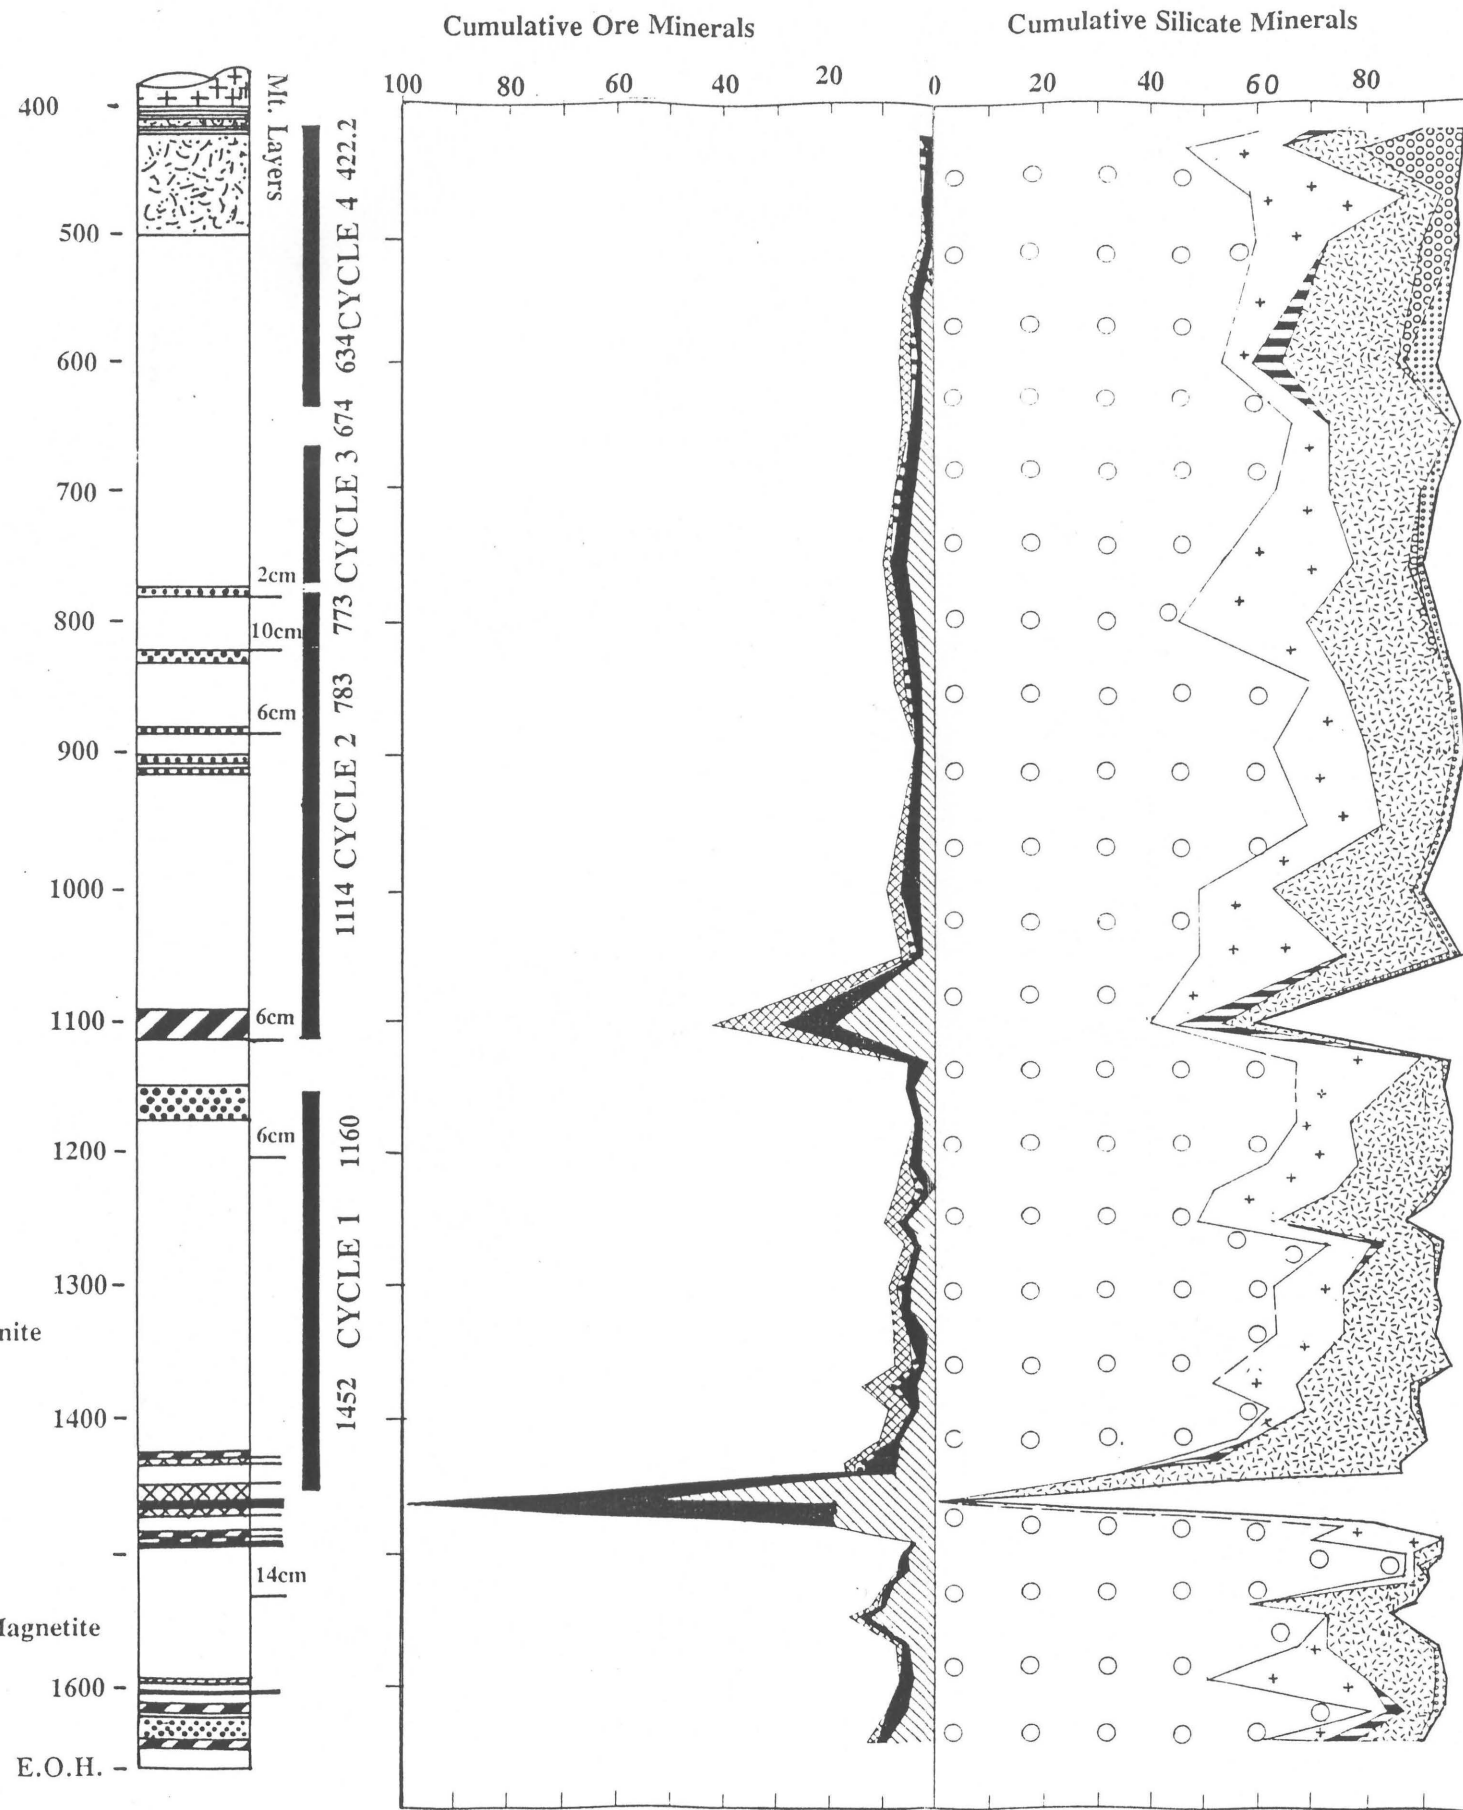 Cumulative Ore Minerals
Cumulative Silicate Minerals
100 80 60 40 20 0 20 40 60 80
Mt. Layers
400
500
600
700
800
900
1000
1100
1200
1300
nite
1400
Magnetite
1600
E.O.H.
2cm
10cm
6cm
6cm
6cm
14cm
634 CYCLE 4 422.2
773 CYCLE 3 674
1114 CYCLE 2 783
1452 CYCLE 1 1160